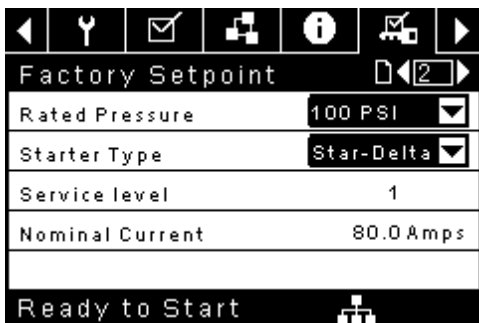 Factory Setpoint 2
Rated Pressure 100 PSI
Starter Type Star-Delta
Service level 1
Nominal Current 80.0 Amps
Ready to Start